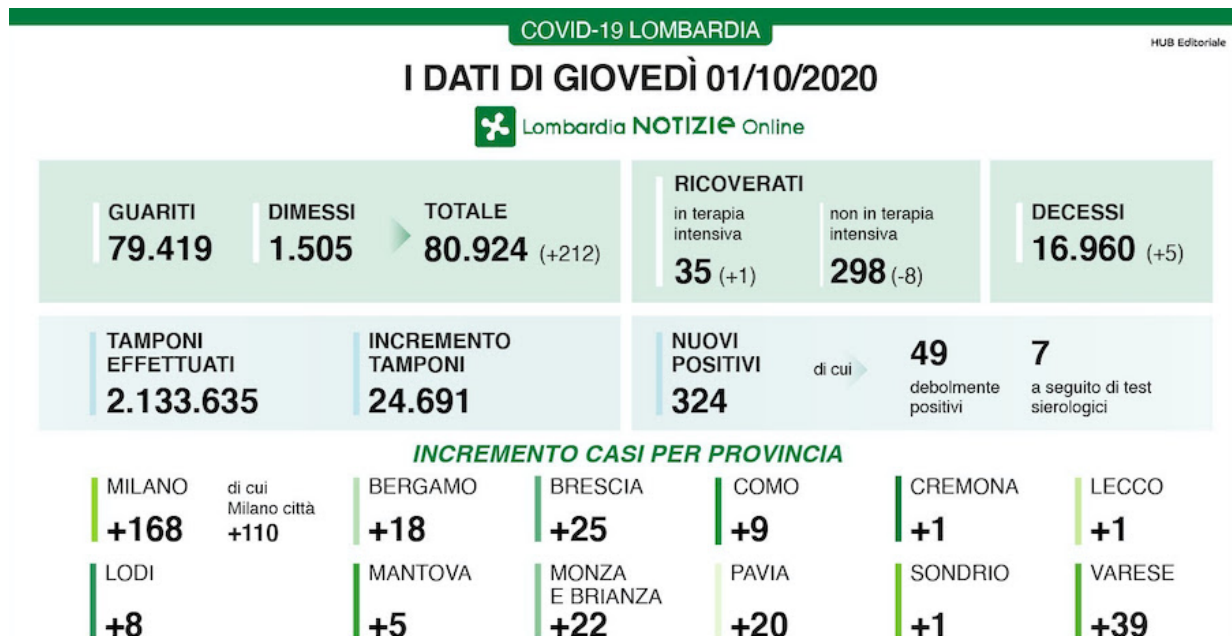 COVID-19 LOMBARDIA
HUB Editoriale
I DATI DI GIOVEDÌ 01/10/2020
Lombardia NOTIZIE Online
GUARITI
79.419
DIMESSI
1.505
TOTALE
80.924 (+212)
RICOVERATI
in terapia
intensiva
35 (+1)
non in terapia
intensiva
298 (-8)
DECESSI
16.960 (+5)
TAMPONI
EFFETTUATI
2.133.635
INCREMENTO
TAMPONI
24.691
NUOVI
POSITIVI
324
di cui
49
debolmente
positivi
7
a seguito di test
sierologici
INCREMENTO CASI PER PROVINCIA
MILANO
+168
di cui
Milano città
+110
BERGAMO
+18
BRESCIA
+25
COMO
+9
CREMONA
+1
LECCO
+1
LODI
+8
MANTOVA
+5
MONZA
E BRIANZA
+22
PAVIA
+20
SONDRIO
+1
VARESE
+39